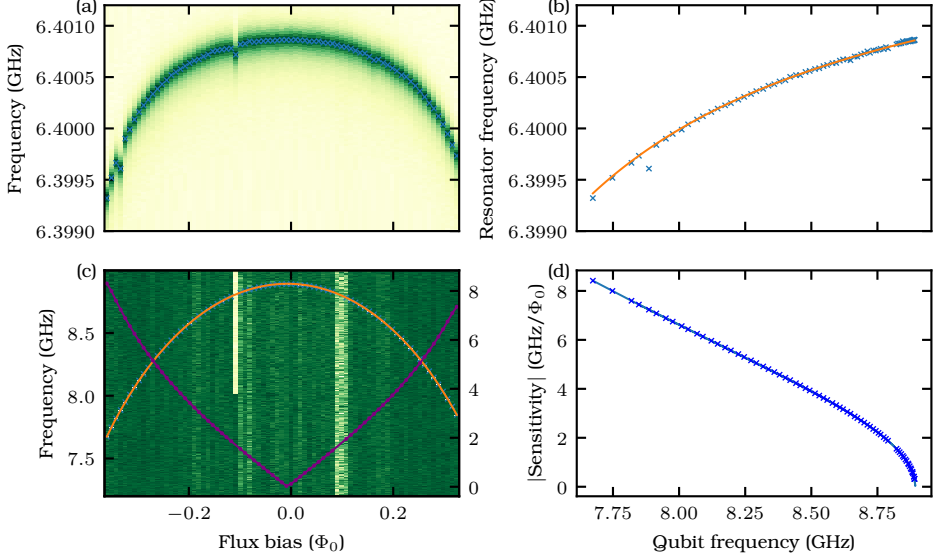 (a)
6.4010
6.4005
6.4000
6.3995
6.3990
Frequency (GHz)
(b)
6.4010
6.4005
6.4000
6.3995
6.3990
Resonator frequency (GHz)
(c)
8.5
8.0
7.5
Frequency (GHz)
8
6
4
2
0
−0.2 0.0 0.2
Flux bias (Φ0)
(d)
8
6
4
2
0
|Sensitivity| (GHz/Φ0)
7.75 8.00 8.25 8.50 8.75
Qubit frequency (GHz)